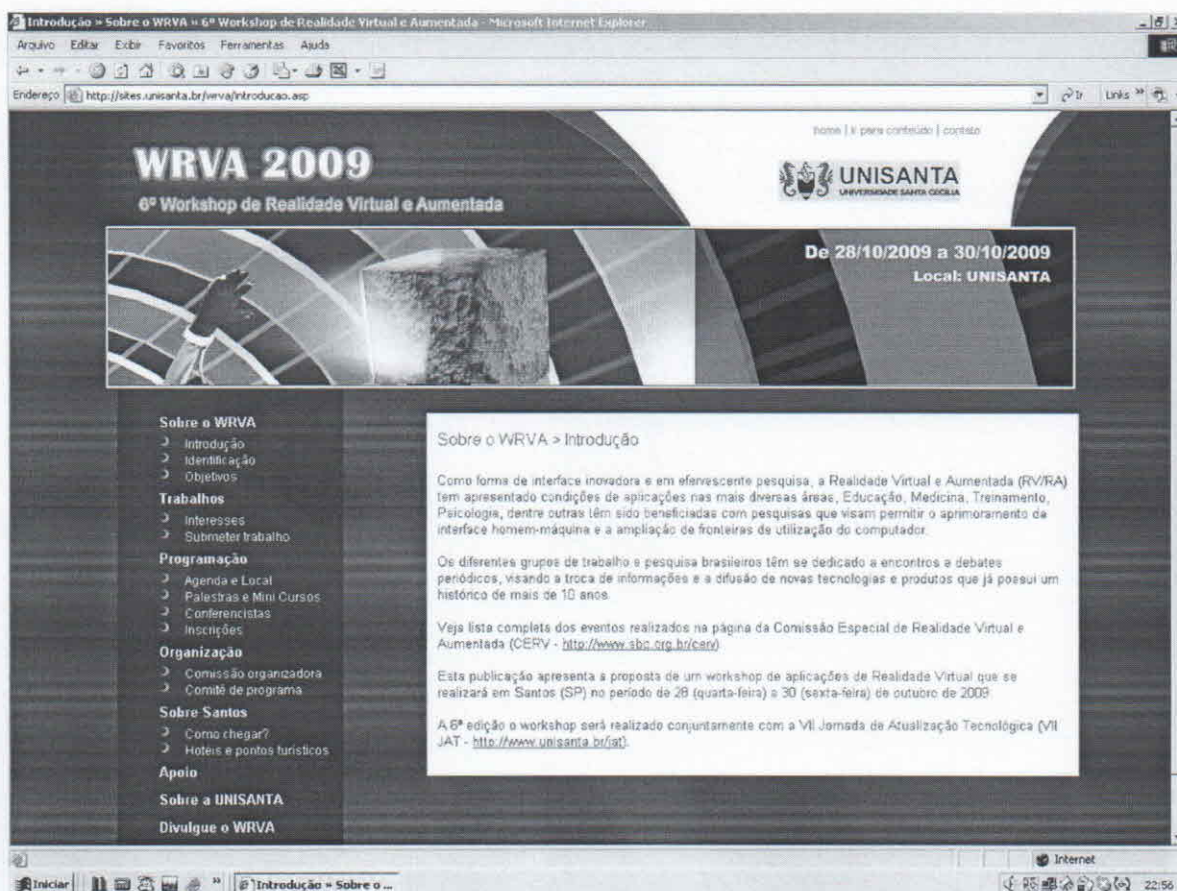 Introdução » Sobre o WRVA » 6º Workshop de Realidade Virtual e Aumentada - Microsoft Internet Explorer
Arquivo Editar Exibir Favoritos Ferramentas Ajuda
Endereço http://sites.unisanta.br/wrva/introducao.asp Ir Links »
home | ir para conteúdo | contato
WRVA 2009
6º Workshop de Realidade Virtual e Aumentada
UNISANTA
UNIVERSIDADE SANTA CECÍLIA
De 28/10/2009 a 30/10/2009
Local: UNISANTA
Sobre o WRVA
Introdução
Identificação
Objetivos
Trabalhos
Interesses
Submeter trabalho
Programação
Agenda e Local
Palestras e Mini Cursos
Conferencistas
Inscrições
Organização
Comissão organizadora
Comitê de programa
Sobre Santos
Como chegar?
Hotéis e pontos turísticos
Apoio
Sobre a UNISANTA
Divulgue o WRVA
Sobre o WRVA > Introdução
Como forma de interface inovadora e em efervescente pesquisa, a Realidade Virtual e Aumentada (RV/RA)
tem apresentado condições de aplicações nas mais diversas áreas, Educação, Medicina, Treinamento,
Psicologia, dentre outras têm sido beneficiadas com pesquisas que visam permitir o aprimoramento da
interface homem-máquina e a ampliação de fronteiras de utilização do computador.
Os diferentes grupos de trabalho e pesquisa brasileiros têm se dedicado a encontros e debates
periódicos, visando a troca de informações e a difusão de novas tecnologias e produtos que já possui um
histórico de mais de 10 anos.
Veja lista completa dos eventos realizados na página da Comissão Especial de Realidade Virtual e
Aumentada (CERV - http://www.sbc.org.br/cerv)
Esta publicação apresenta a proposta de um workshop de aplicações de Realidade Virtual que se
realizará em Santos (SP) no período de 28 (quarta-feira) a 30 (sexta-feira) de outubro de 2009
A 6ª edição o workshop será realizado conjuntamente com a VII Jornada de Atualização Tecnológica (VII
JAT - http://www.unisanta.br/jat).
Internet
Iniciar » Introdução » Sobre o ... 22:56